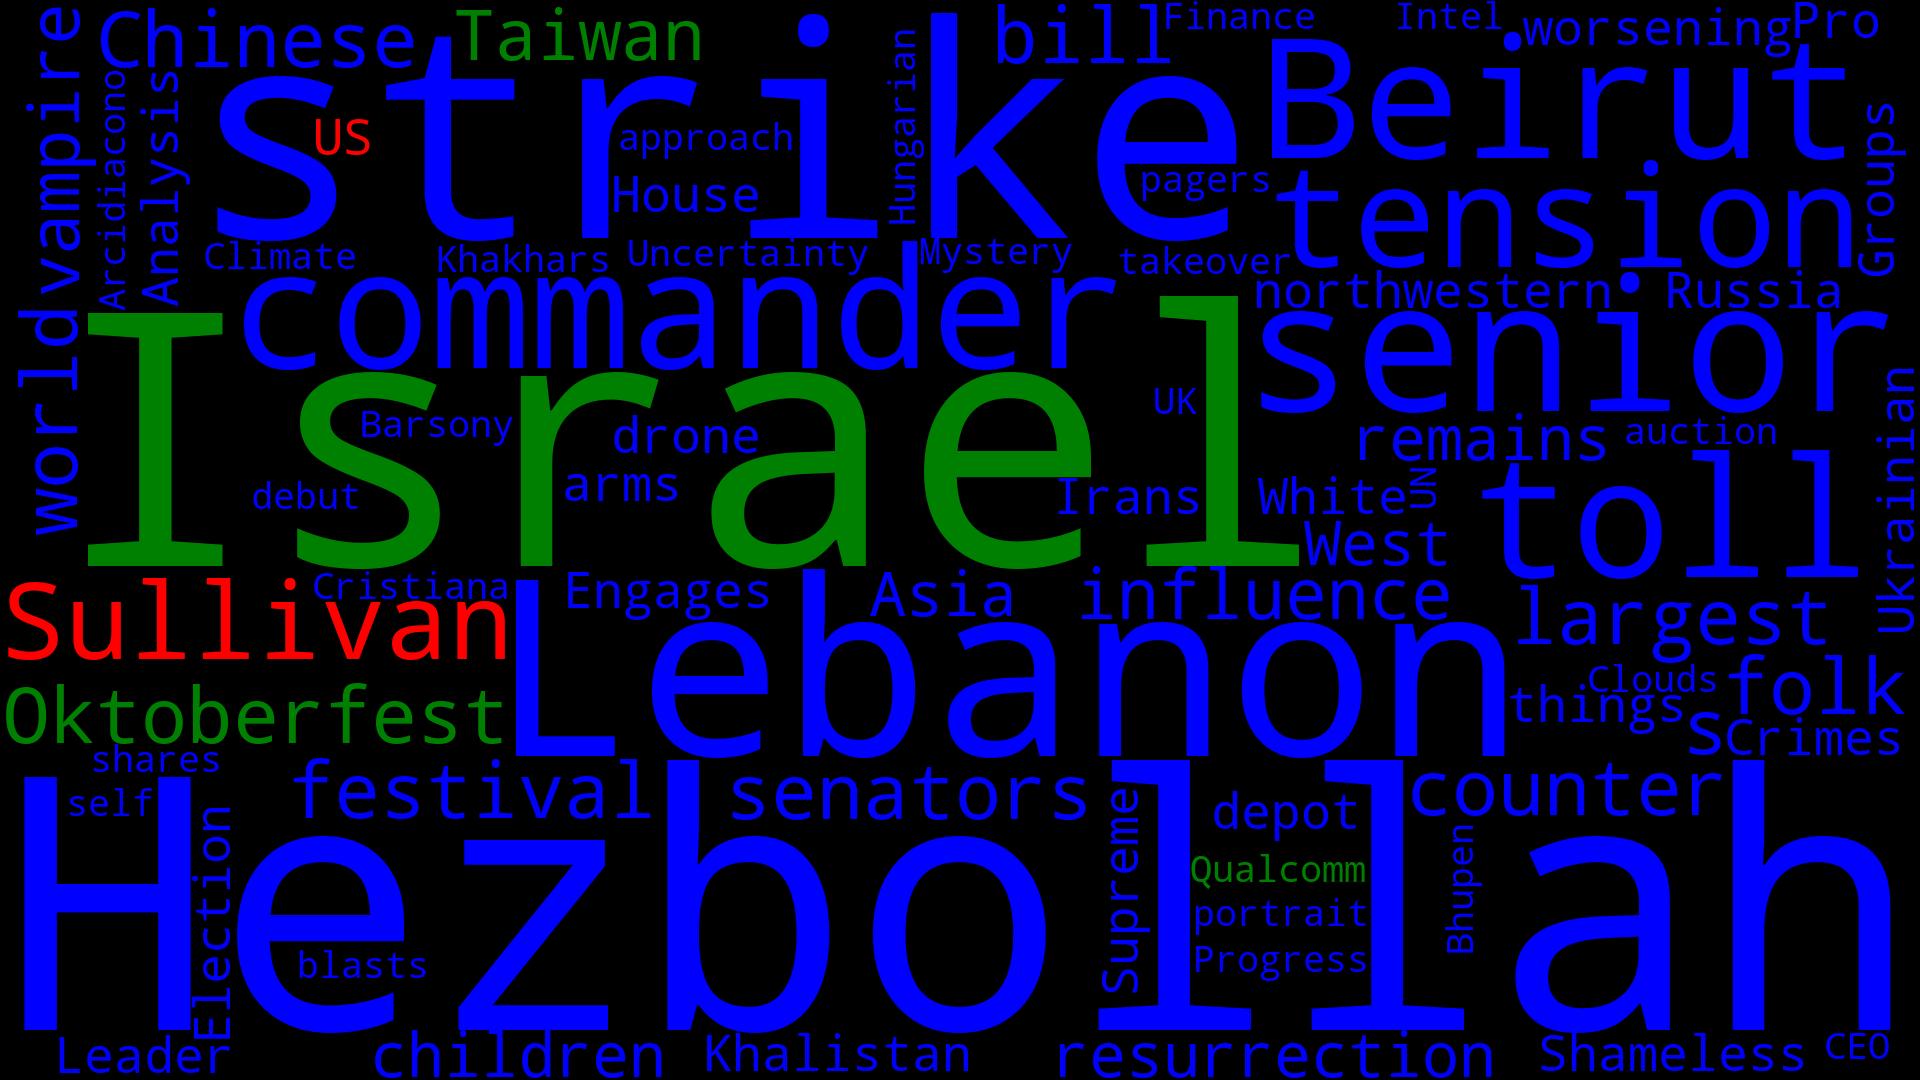 Chinese
Taiwan
bill
Finance
Intel
worsening
Pro
strike
Beirut
US
approach
House
Hungarian
pagers
tension
Groups
vampire
world
Arcidiacono
Analysis
Climate
Khakhars
Uncertainty
Mystery
takeover
northwestern
Russia
commander
senior
Israel
Barsony
drone
UK
remains
auction
debut
arms
Irans
White
UN
toll
Ukrainian
West
Sullivan
Cristiana
Engages
Asia
influence
largest
Lebanon
Clouds
folk
things
Oktoberfest
s
Crimes
shares
self
festival
senators
Supreme
depot
counter
Hezbollah
Election
Qualcomm
portrait
Bhupen
Progress
blasts
Leader
children
Khalistan
resurrection
Shameless
CEO